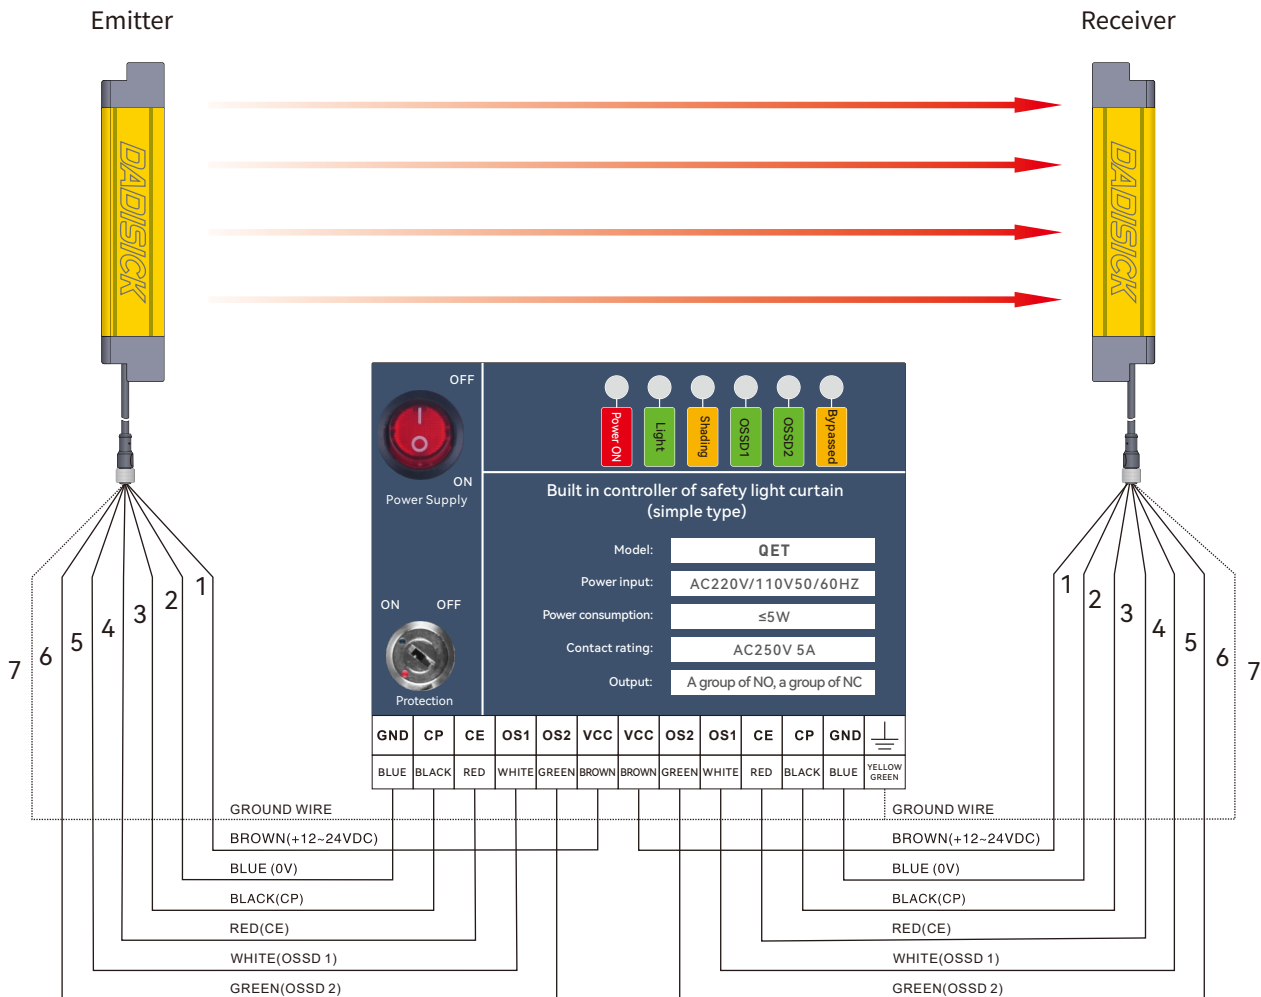 Emitter
Receiver
DADISICK
DADISICK
OFF
ON
Power Supply
Power ON
Light
Shading
OSSD1
OSSD2
Bypassed
Built in controller of safety light curtain
(simple type)
Model: QET
Power input: AC220V/110V50/60HZ
Power consumption: ≤5W
Contact rating: AC250V 5A
Output: A group of NO, a group of NC
ON OFF
Protection
GND CP CE OS1 OS2 VCC VCC OS2 OS1 CE CP GND
BLUE BLACK RED WHITE GREEN BROWN BROWN GREEN WHITE RED BLACK BLUE YELLOW GREEN
7 6 5 4 3 2 1
1 2 3 4 5 6 7
GROUND WIRE
BROWN(+12~24VDC)
BLUE (0V)
BLACK(CP)
RED(CE)
WHITE(OSSD 1)
GREEN(OSSD 2)
GROUND WIRE
BROWN(+12~24VDC)
BLUE (0V)
BLACK(CP)
RED(CE)
WHITE(OSSD 1)
GREEN(OSSD 2)